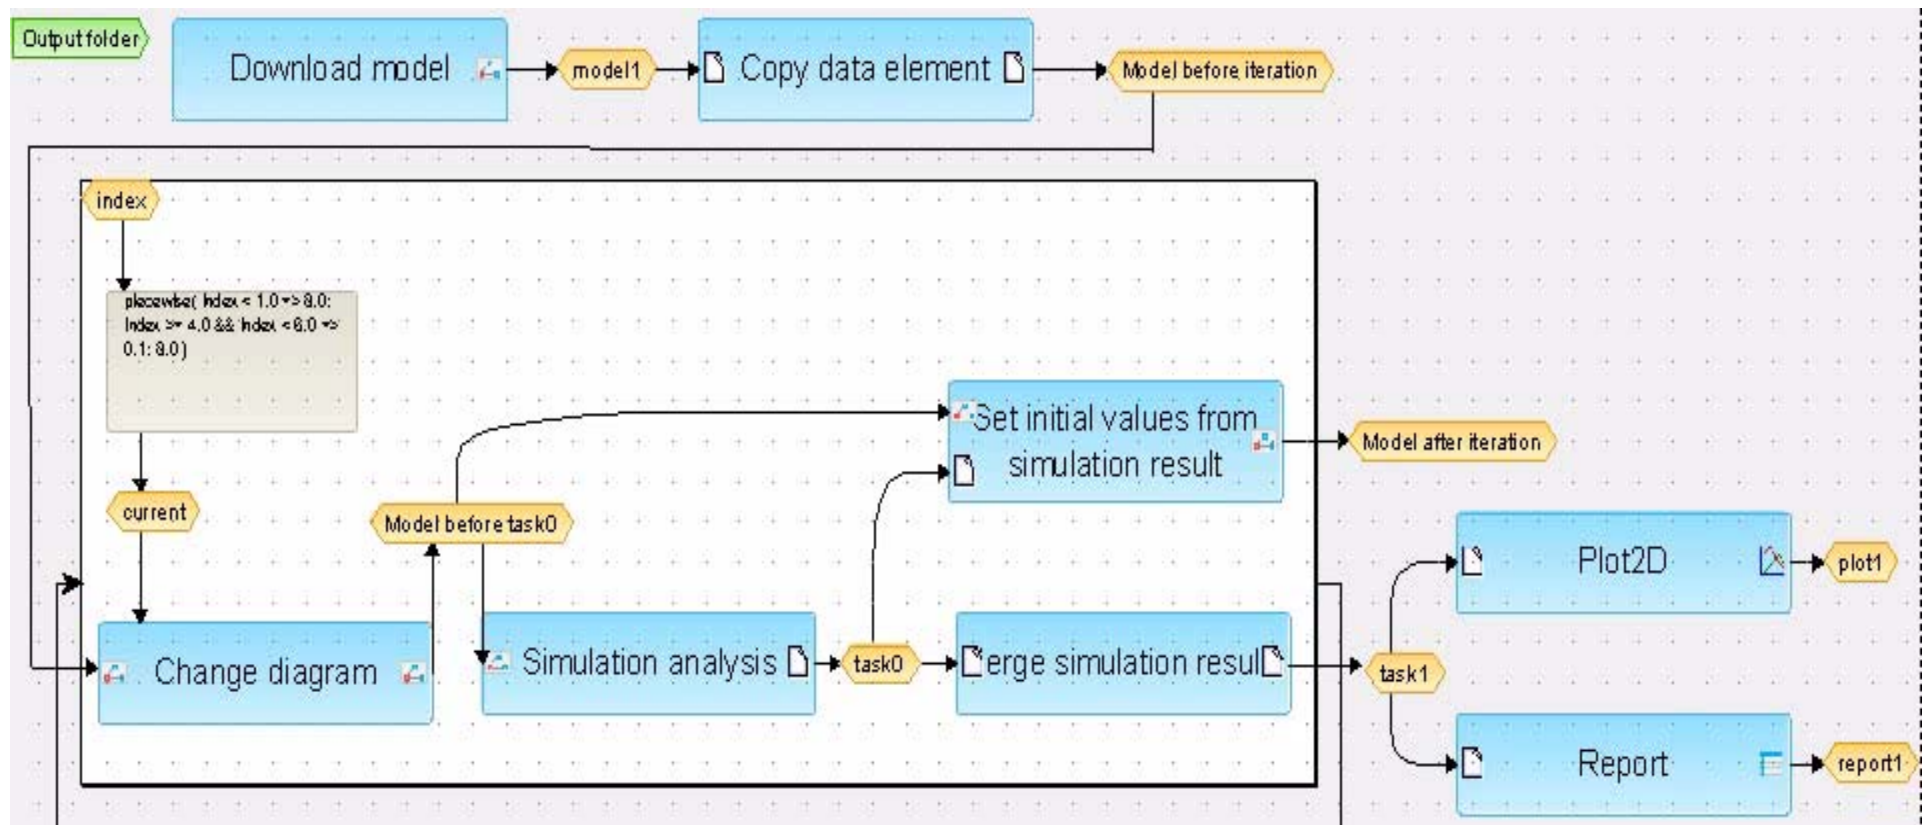 Output folder
Download model
model1
Copy data element
Model before iteration
index
piecewise( index < 1.0 => 8.0:
index >= 4.0 && index < 6.0 =>
0.1: 8.0 )
Set initial values from
simulation result
Model after iteration
current
Model before task0
Plot2D
plot1
Change diagram
Simulation analysis
task0
erge simulation resul
task1
Report
report1